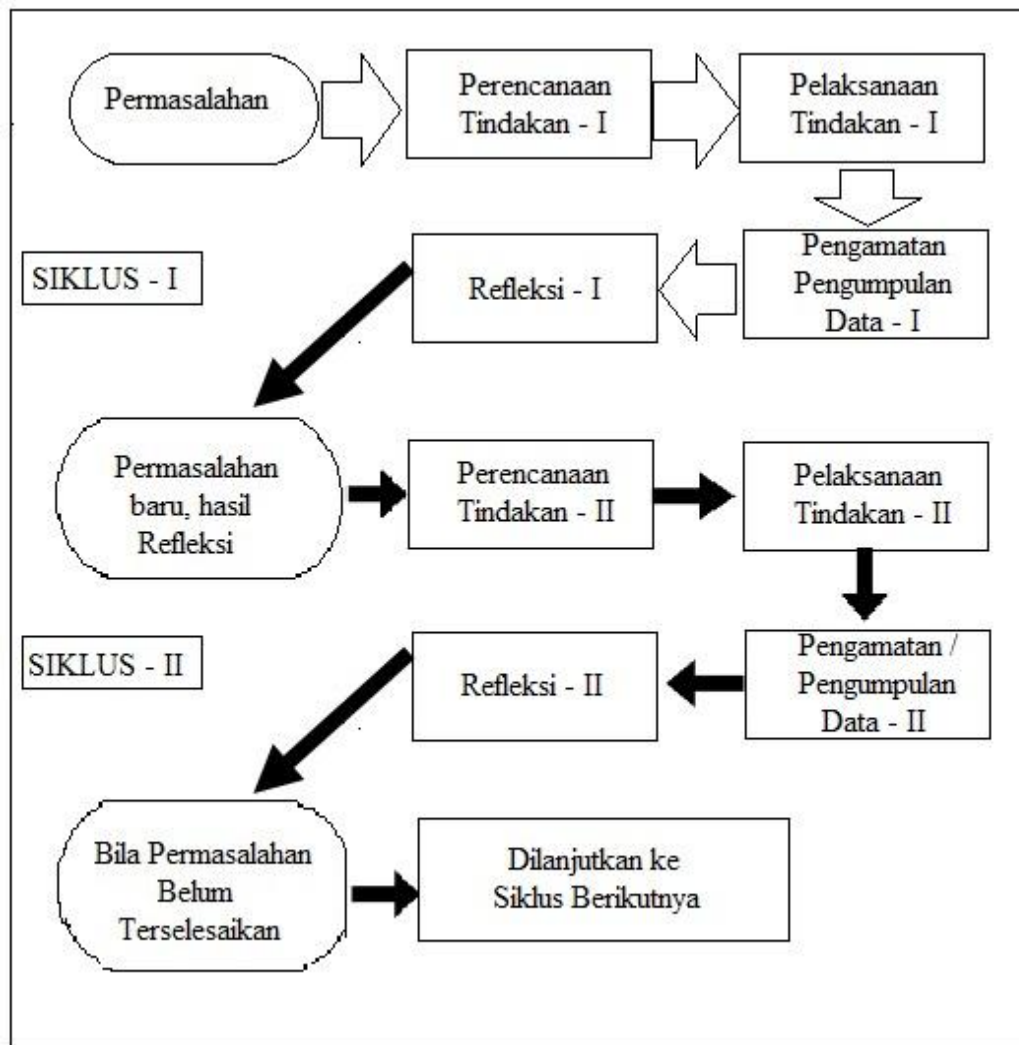 Permasalahan
Perencanaan
Tindakan - I
Pelaksanaan
Tindakan - I
SIKLUS - I
Refleksi - I
Pengamatan
Pengumpulan
Data - I
Permasalahan
baru, hasil
Refleksi
Perencanaan
Tindakan - II
Pelaksanaan
Tindakan - II
SIKLUS - II
Refleksi - II
Pengamatan /
Pengumpulan
Data - II
Bila Permasalahan
Belum
Terselesaikan
Dilanjutkan ke
Siklus Berikutnya